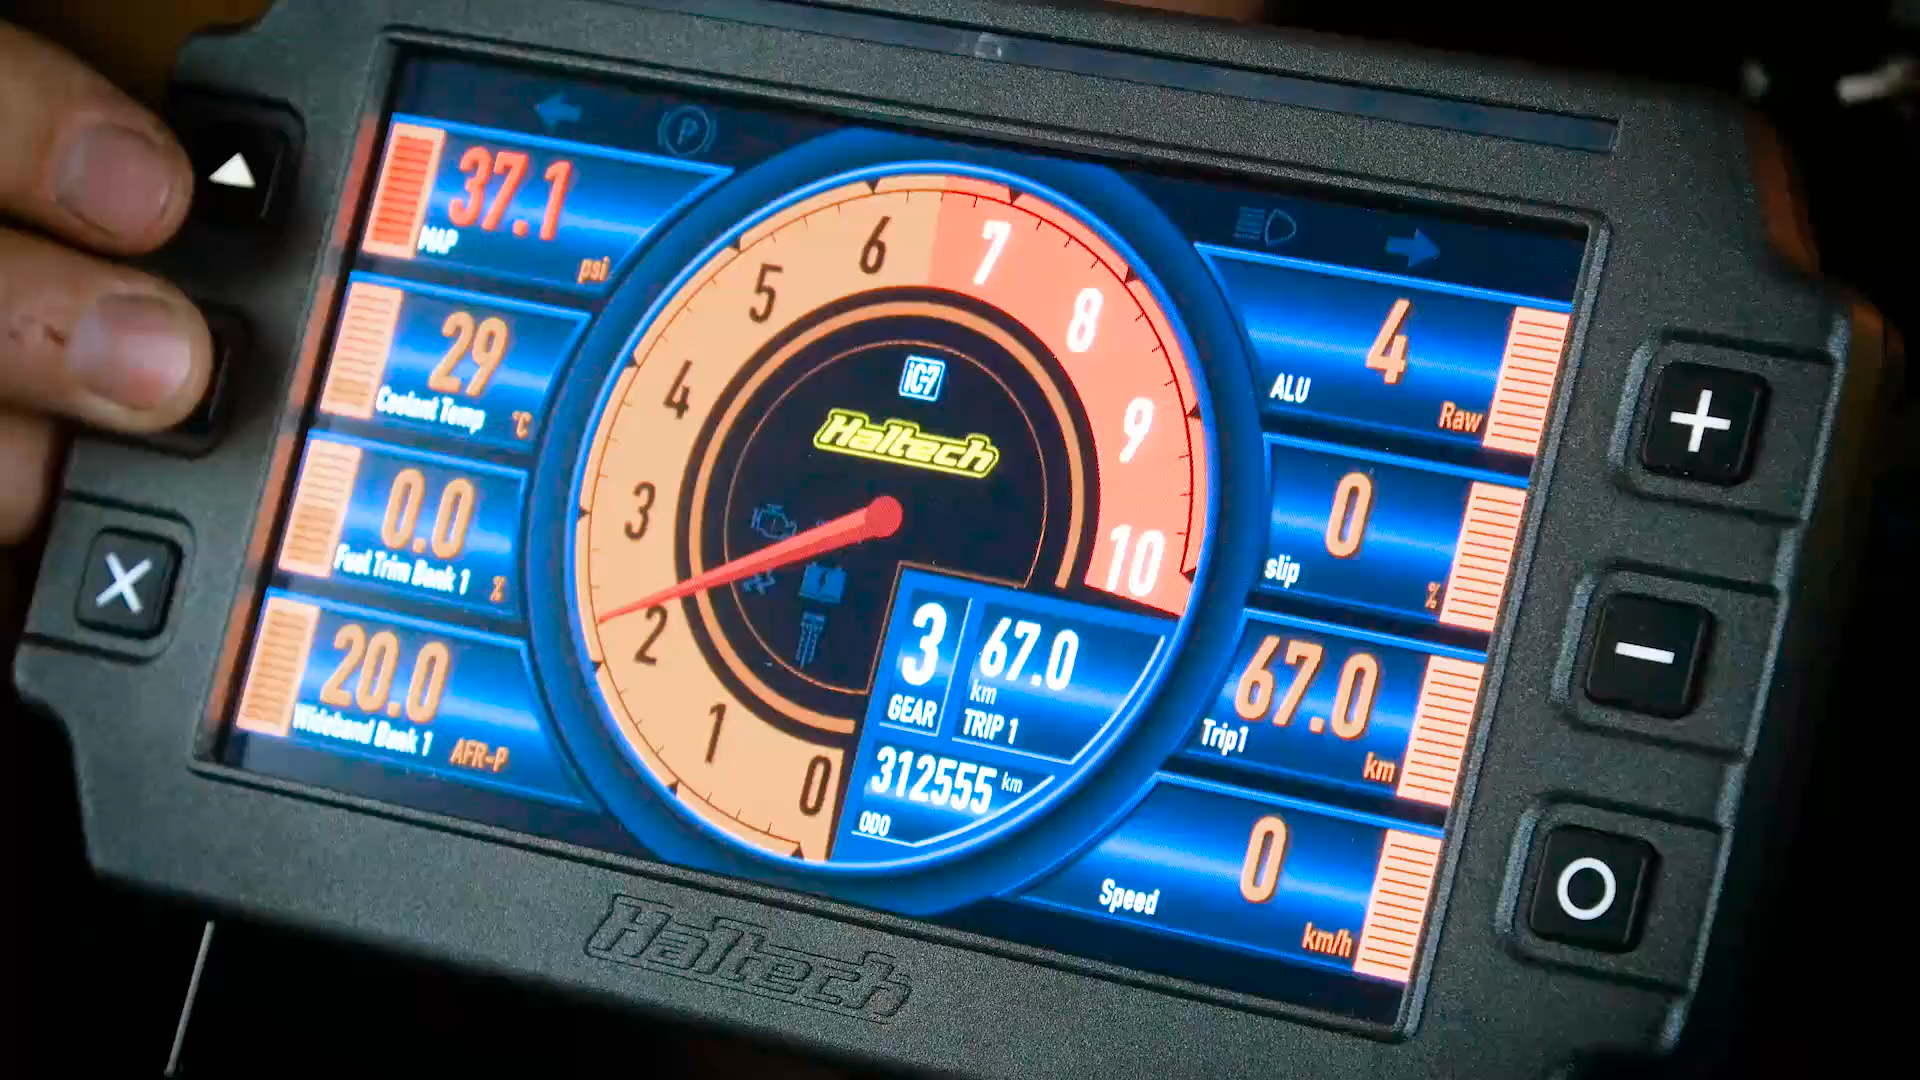 37.1
MAP
psi
29
Coolant Temp °C
0.0
Fuel Trim Bank 1 %
20.0
Wideband Bank 1 AFR-P
0
1
2
3
4
5
6
7
8
9
10
iC-7
Haltech
3
GEAR
67.0
km
TRIP 1
312555 km
ODO
4
ALU
Raw
0
slip
%
67.0
Trip1
km
0
Speed
km/h
Haltech